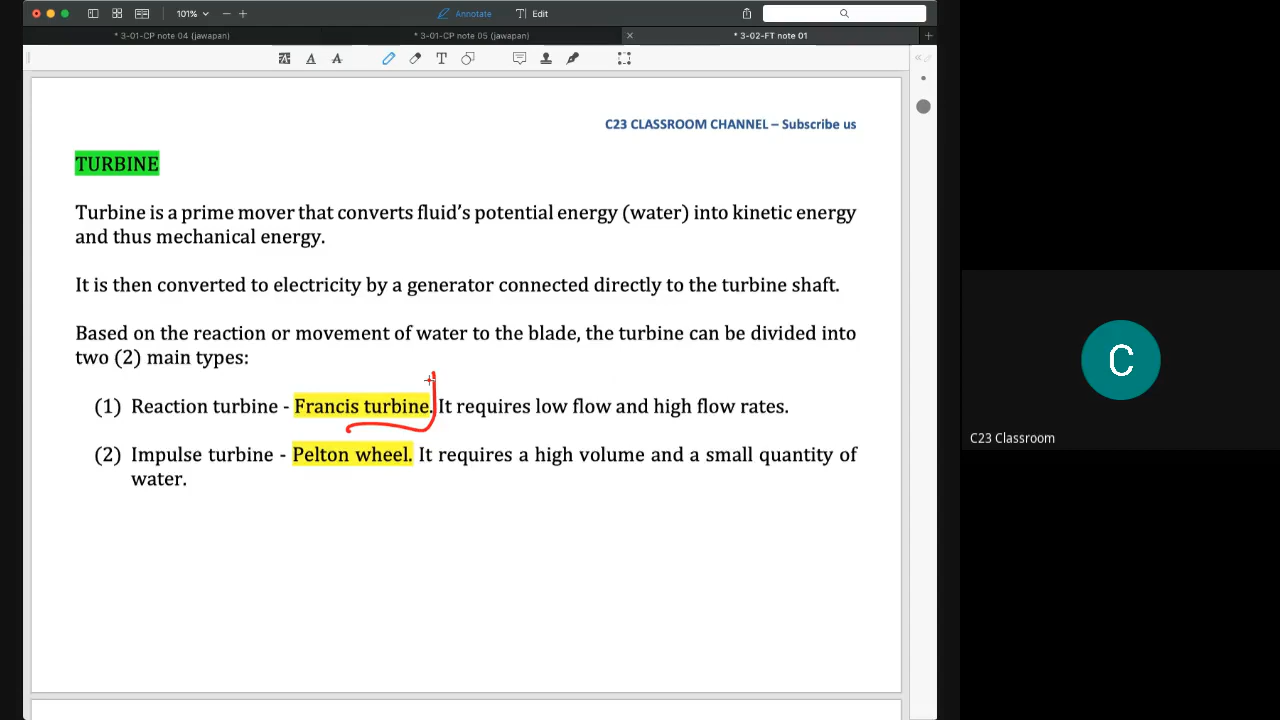 101%
Annotate
Edit
* 3-01-CP note 04 (jawapan)
* 3-01-CP note 05 (jawapan)
* 3-02-FT note 01
C23 CLASSROOM CHANNEL – Subscribe us
TURBINE
Turbine is a prime mover that converts fluid's potential energy (water) into kinetic energy
and thus mechanical energy.
It is then converted to electricity by a generator connected directly to the turbine shaft.
Based on the reaction or movement of water to the blade, the turbine can be divided into
two (2) main types:
(1) Reaction turbine - Francis turbine. It requires low flow and high flow rates.
(2) Impulse turbine - Pelton wheel. It requires a high volume and a small quantity of
water.
C
C23 Classroom